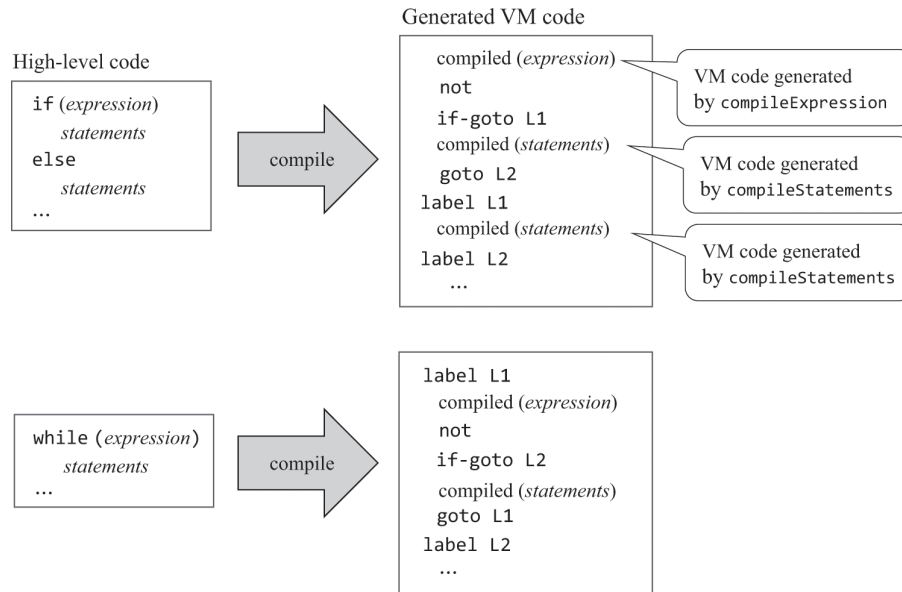 Generated VM code
High-level code
if (expression)
statements
else
statements
...
compile
compiled (expression)
not
if-goto L1
compiled (statements)
goto L2
label L1
compiled (statements)
label L2
...
VM code generated
by compileExpression
VM code generated
by compileStatements
VM code generated
by compileStatements
while (expression)
statements
...
compile
label L1
compiled (expression)
not
if-goto L2
compiled (statements)
goto L1
label L2
...